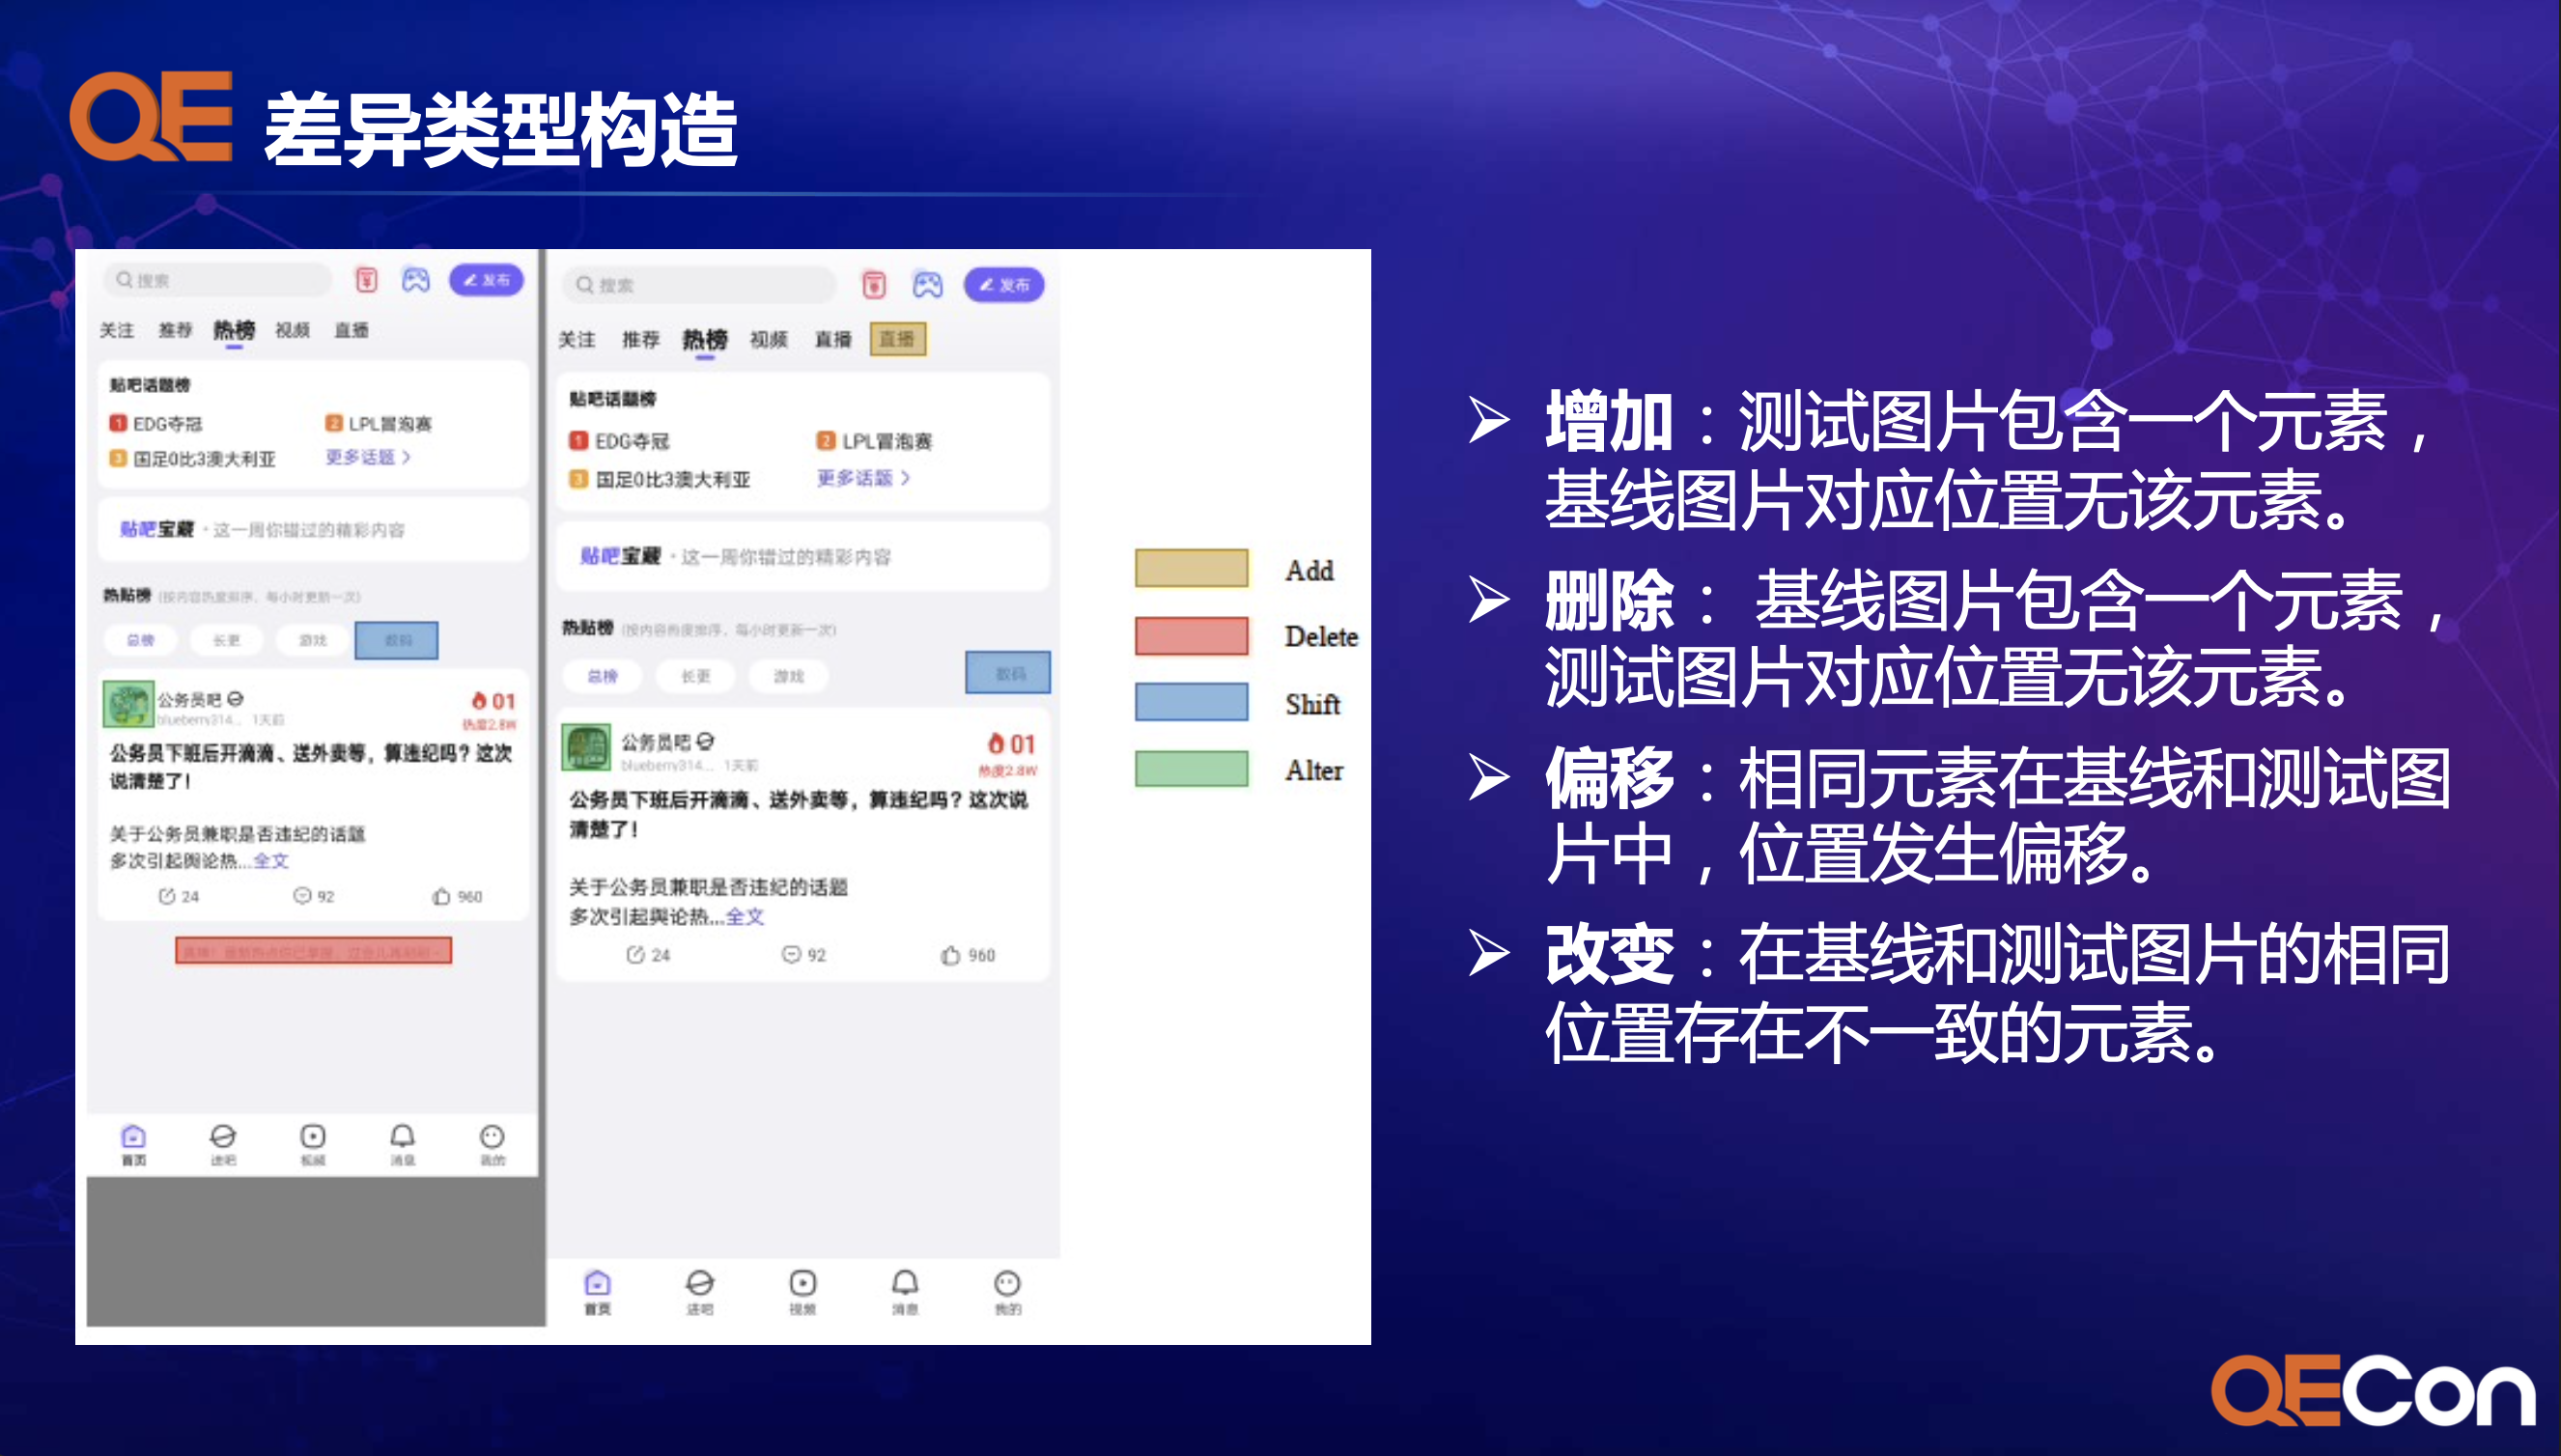 QE 差异类型构造
搜索
发布
关注 推荐 热榜 视频 直播
贴吧话题榜
1 EDG夺冠 2 LPL冒泡赛
3 国足0比3澳大利亚 更多话题 >
贴吧宝藏 · 这一周你错过的精彩内容
热贴榜 (按内容热度排序，每小时更新一次)
总榜 长更 游戏 数码
公务员吧 01
blueberry314... 1天前 热度2.8W
公务员下班后开滴滴、送外卖等，算违纪吗？这次
说清楚了！
关于公务员兼职是否违纪的话题
多次引起舆论热...全文
24 92 960
首页 进吧 视频 消息 我的
搜索
发布
关注 推荐 热榜 视频 直播 直播
贴吧话题榜
1 EDG夺冠 2 LPL冒泡赛
3 国足0比3澳大利亚 更多话题 >
贴吧宝藏 · 这一周你错过的精彩内容
热贴榜 (按内容热度排序，每小时更新一次)
总榜 长更 游戏 数码
公务员吧 01
blueberry314... 1天前 热度2.8W
公务员下班后开滴滴、送外卖等，算违纪吗？这次说
清楚了！
关于公务员兼职是否违纪的话题
多次引起舆论热...全文
24 92 960
首页 进吧 视频 消息 我的
Add
Delete
Shift
Alter
➢ 增加：测试图片包含一个元素，
基线图片对应位置无该元素。
➢ 删除： 基线图片包含一个元素，
测试图片对应位置无该元素。
➢ 偏移：相同元素在基线和测试图
片中，位置发生偏移。
➢ 改变：在基线和测试图片的相同
位置存在不一致的元素。
QECon